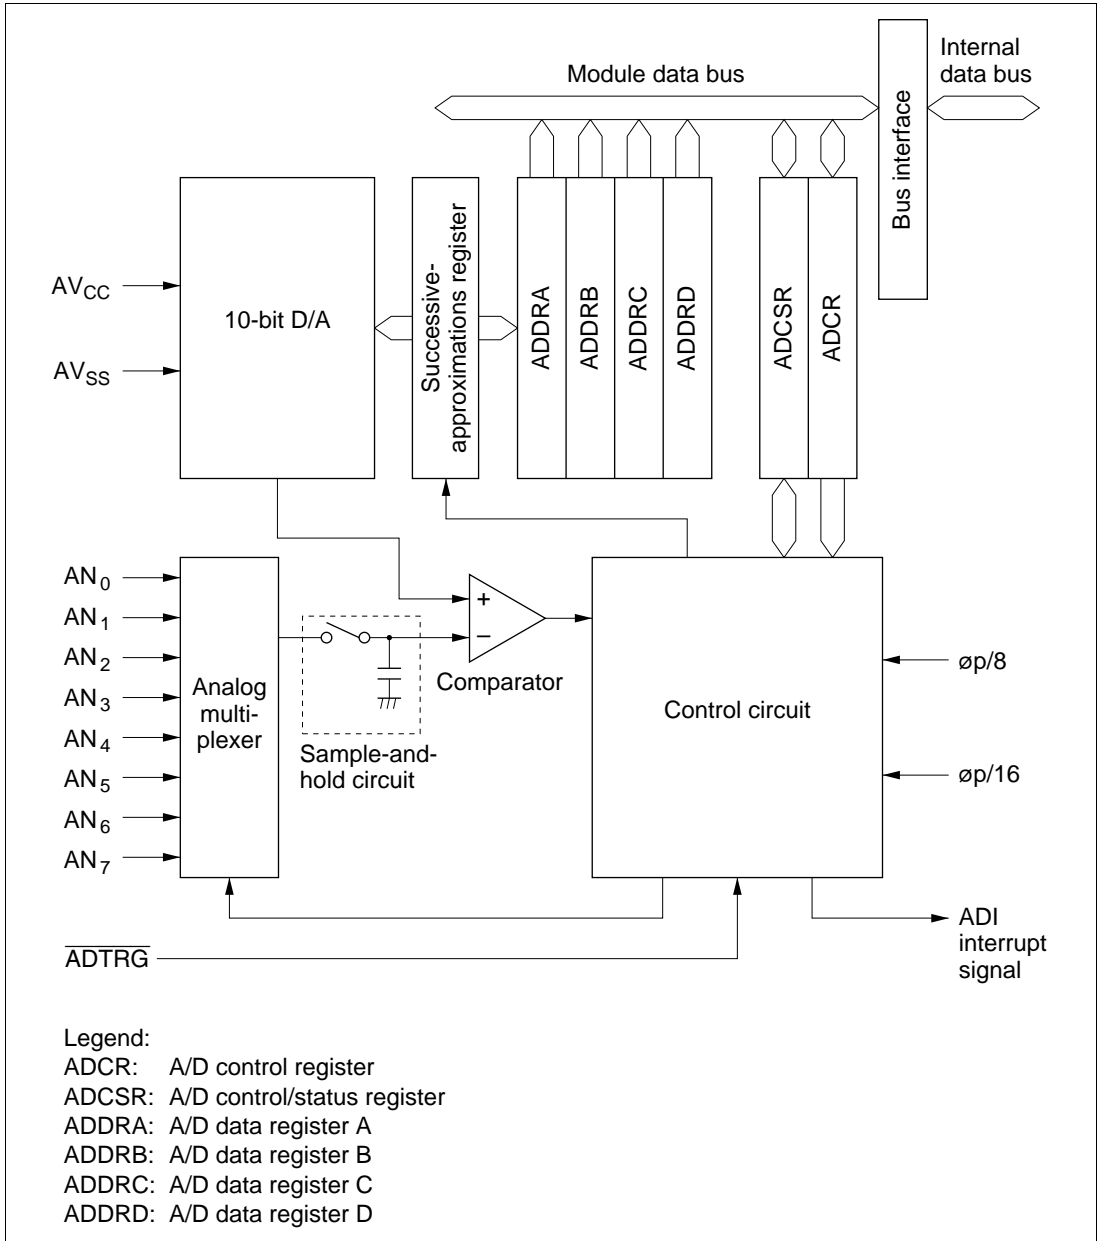 Module data bus
Internal
data bus
Bus interface
AVCC
AVSS
10-bit D/A
Successive-
approximations register
ADDRA
ADDRB
ADDRC
ADDRD
ADCSR
ADCR
AN0
AN1
AN2
AN3
AN4
AN5
AN6
AN7
Analog
multi-
plexer
Sample-and-
hold circuit
+
−
Comparator
Control circuit
øp/8
øp/16
ADTRG
ADI
interrupt
signal
Legend:
ADCR: A/D control register
ADCSR: A/D control/status register
ADDRA: A/D data register A
ADDRB: A/D data register B
ADDRC: A/D data register C
ADDRD: A/D data register D